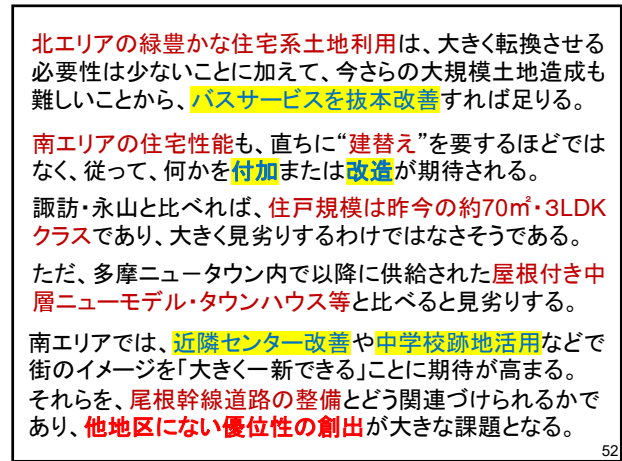 北エリアの緑豊かな住宅系土地利用は、大きく転換させる
必要性は少ないことに加えて、今さらの大規模土地造成も
難しいことから、バスサービスを抜本改善すれば足りる。
南エリアの住宅性能も、直ちに“建替え”を要するほどでは
なく、従って、何かを付加または改造が期待される。
諏訪・永山と比べれば、住戸規模は昨今の約70㎡・3LDK
クラスであり、大きく見劣りするわけではなさそうである。
ただ、多摩ニュータウン内で以降に供給された屋根付き中
層ニューモデル・タウンハウス等と比べると見劣りする。
南エリアでは、近隣センター改善や中学校跡地活用などで
街のイメージを「大きく一新できる」ことに期待が高まる。
それらを、尾根幹線道路の整備とどう関連づけられるかで
あり、他地区にない優位性の創出が大きな課題となる。
52